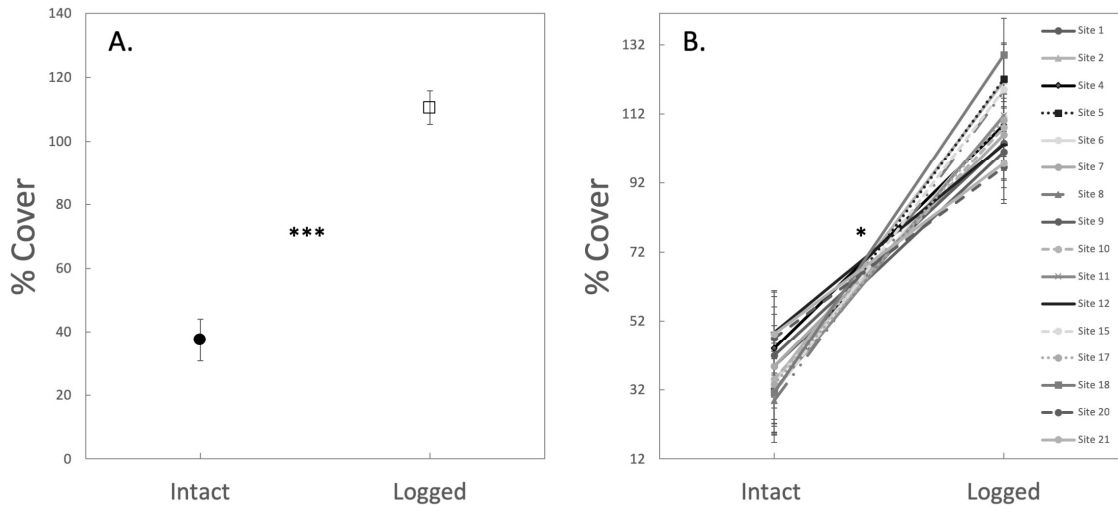 A.
% Cover
140
120
100
80
60
40
20
0
***
Intact Logged
B.
% Cover
132
112
92
72
52
32
12
*
Intact Logged
Site 1
Site 2
Site 4
Site 5
Site 6
Site 7
Site 8
Site 9
Site 10
Site 11
Site 12
Site 15
Site 17
Site 18
Site 20
Site 21